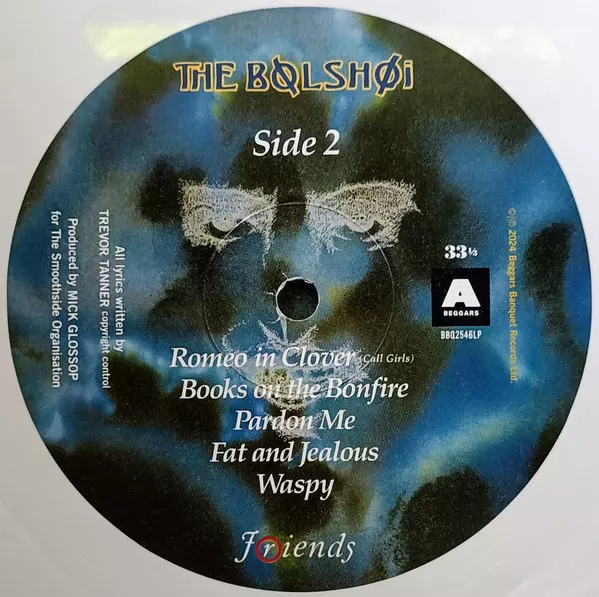 THE BOLSHØi
Side 2
33⅓
A
BEGGARS
BBQ2546LP
©℗ 2024 Beggars Banquet Records Ltd.
All lyrics written by
TREVOR TANNER copyright control
Produced by MICK GLOSSOP
for The Smoothside Organisation
Romeo in Clover (Call Girls)
Books on the Bonfire
Pardon Me
Fat and Jealous
Waspy
Friends